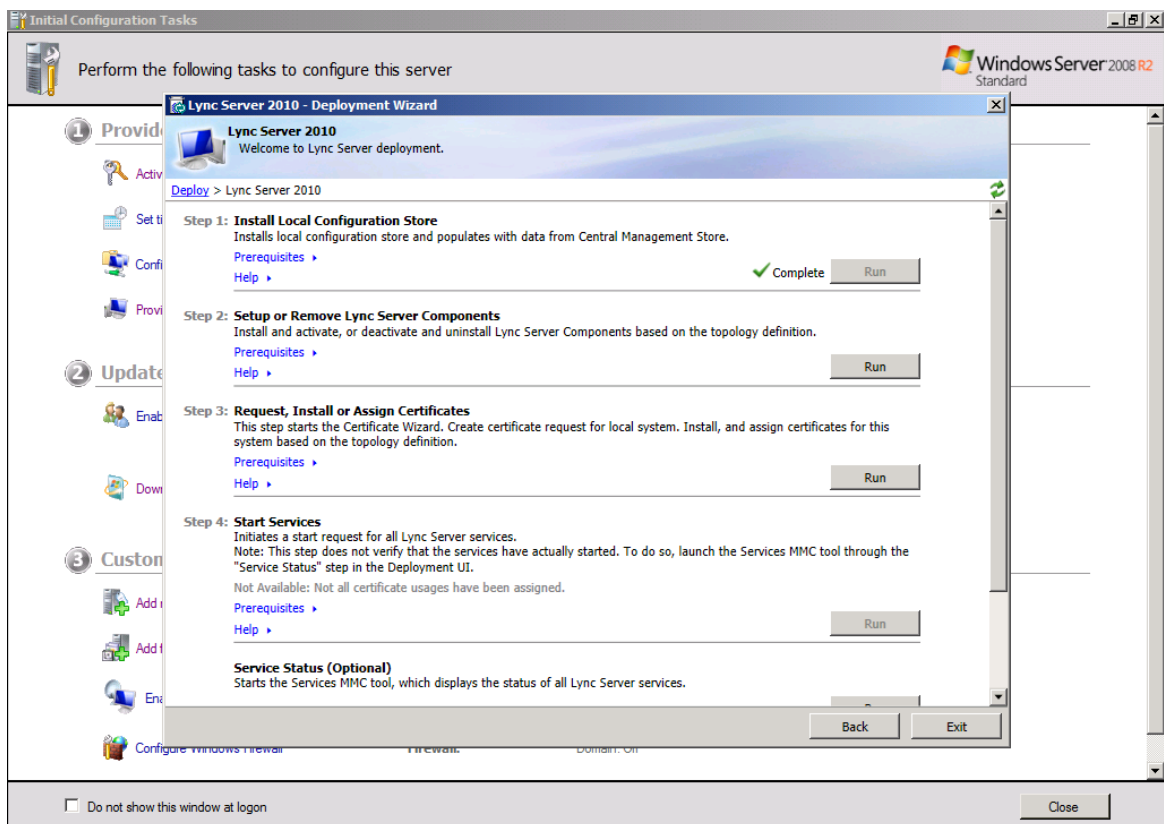 Initial Configuration Tasks
Perform the following tasks to configure this server
Windows Server 2008 R2
Standard
Lync Server 2010 - Deployment Wizard
Lync Server 2010
Welcome to Lync Server deployment.
Deploy > Lync Server 2010
1 Provid
Activ
Set ti
Confi
Provi
2 Update
Enab
Down
3 Custom
Add r
Add f
Ena
Configure Windows Firewall Firewall: Domain: On
Step 1: Install Local Configuration Store
Installs local configuration store and populates with data from Central Management Store.
Prerequisites
Help
Complete Run
Step 2: Setup or Remove Lync Server Components
Install and activate, or deactivate and uninstall Lync Server Components based on the topology definition.
Prerequisites
Help
Run
Step 3: Request, Install or Assign Certificates
This step starts the Certificate Wizard. Create certificate request for local system. Install, and assign certificates for this
system based on the topology definition.
Prerequisites
Help
Run
Step 4: Start Services
Initiates a start request for all Lync Server services.
Note: This step does not verify that the services have actually started. To do so, launch the Services MMC tool through the
"Service Status" step in the Deployment UI.
Not Available: Not all certificate usages have been assigned.
Prerequisites
Help
Run
Service Status (Optional)
Starts the Services MMC tool, which displays the status of all Lync Server services.
Back Exit
Do not show this window at logon
Close